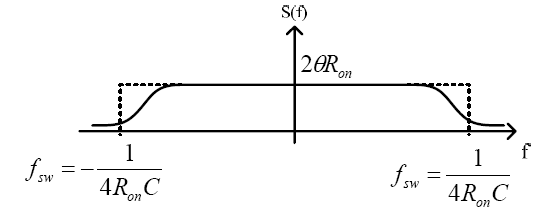 S(f)
2θR_on
f
f_sw = -1/(4R_onC)
f_sw = 1/(4R_onC)